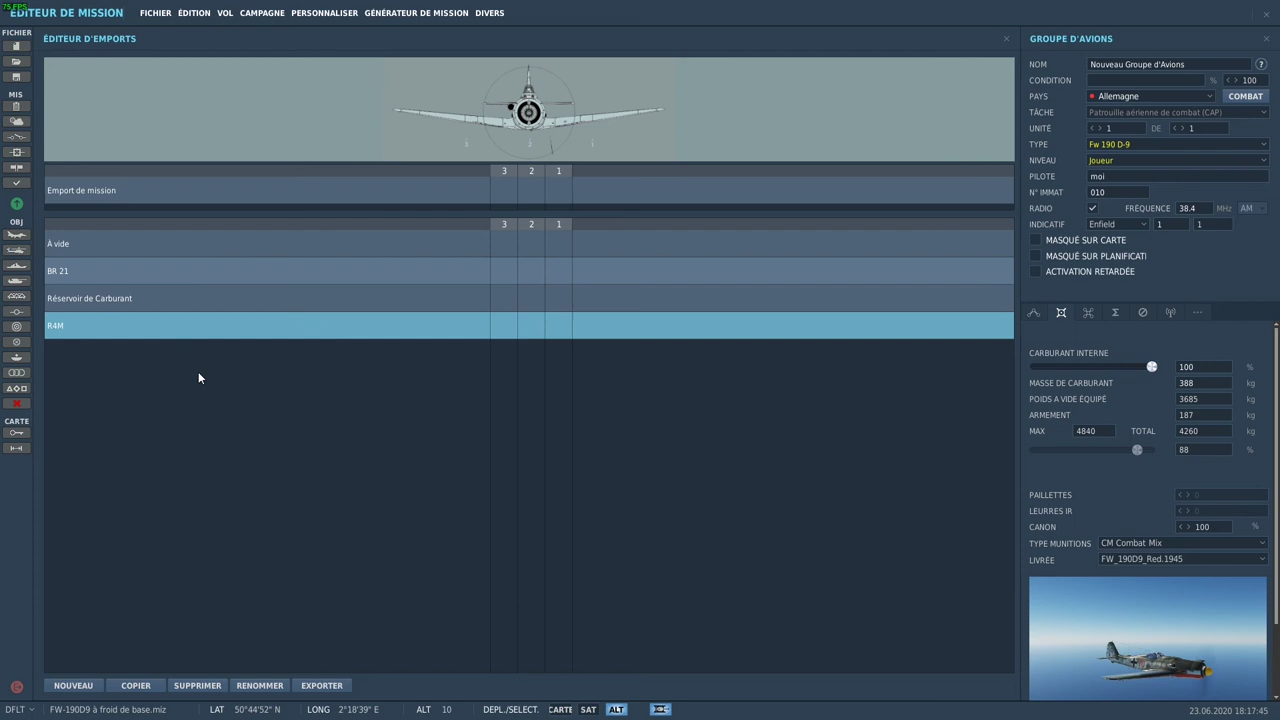 75 FPS
ÉDITEUR DE MISSION
FICHIER ÉDITION VOL CAMPAGNE PERSONNALISER GÉNÉRATEUR DE MISSION DIVERS
FICHIER
MIS
OBJ
CARTE
ÉDITEUR D'EMPORTS
3 2 1
3 2 1
Emport de mission
3 2 1
À vide
BR 21
Réservoir de Carburant
R4M
NOUVEAU COPIER SUPPRIMER RENOMMER EXPORTER
GROUPE D'AVIONS
NOM Nouveau Groupe d'Avions ?
CONDITION % < > 100
PAYS Allemagne COMBAT
TÂCHE Patrouille aérienne de combat (CAP)
UNITÉ < > 1 DE < > 1
TYPE Fw 190 D-9
NIVEAU Joueur
PILOTE moi
N° IMMAT 010
RADIO FRÉQUENCE 38.4 MHz AM
INDICATIF Enfield 1 1
MASQUÉ SUR CARTE
MASQUÉ SUR PLANIFICATI
ACTIVATION RETARDÉE
CARBURANT INTERNE 100 %
MASSE DE CARBURANT 388 kg
POIDS A VIDE ÉQUIPÉ 3685 kg
ARMEMENT 187 kg
MAX 4840 TOTAL 4260 kg
88 %
PAILLETTES < > 0
LEURRES IR < > 0
CANON < > 100 %
TYPE MUNITIONS CM Combat Mix
LIVRÉE FW_190D9_Red.1945
DFLT FW-190D9 à froid de base.miz LAT 50°44'52" N LONG 2°18'39" E ALT 10 DEPL./SELECT. CARTE SAT ALT 23.06.2020 18:17:45